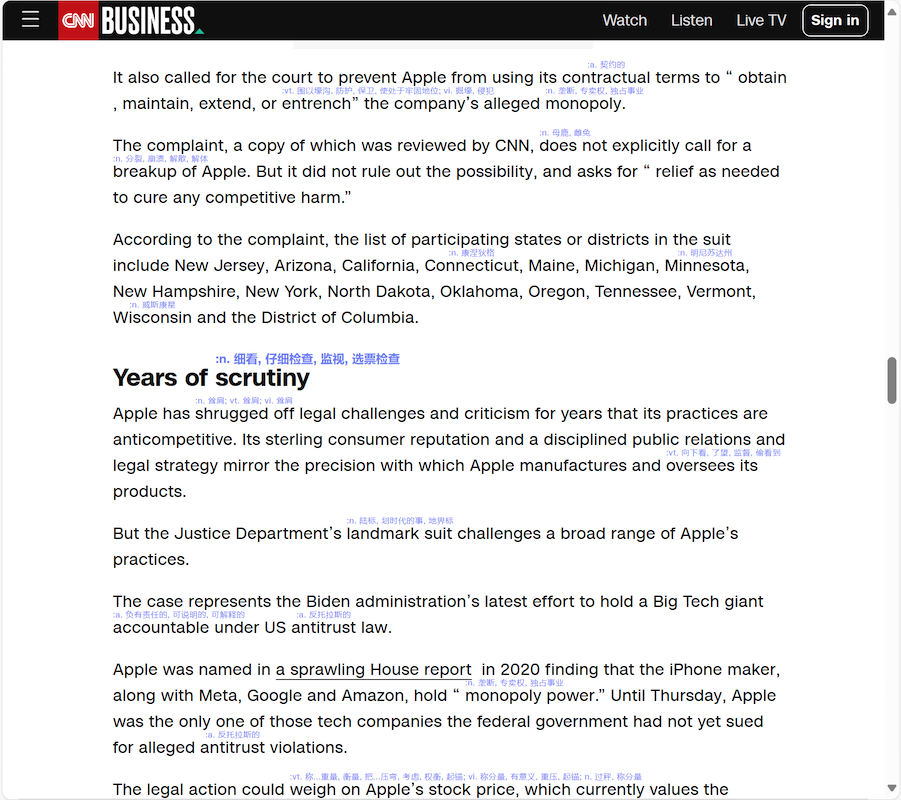 CNN BUSINESS
Watch Listen Live TV Sign in
:a. 契约的
It also called for the court to prevent Apple from using its contractual terms to “ obtain
:vt. 围以壕沟, 防护, 保卫, 使处于牢固地位; vi. 掘壕, 侵犯 :n. 垄断, 专卖权, 独占事业
, maintain, extend, or entrench” the company’s alleged monopoly.
:n. 母鹿, 雌兔
The complaint, a copy of which was reviewed by CNN, does not explicitly call for a
:n. 分裂, 崩溃, 解散, 解体
breakup of Apple. But it did not rule out the possibility, and asks for “ relief as needed
to cure any competitive harm.”
According to the complaint, the list of participating states or districts in the suit
:n. 康涅狄格 :n. 明尼苏达州
include New Jersey, Arizona, California, Connecticut, Maine, Michigan, Minnesota,
New Hampshire, New York, North Dakota, Oklahoma, Oregon, Tennessee, Vermont,
:n. 威斯康星
Wisconsin and the District of Columbia.
:n. 细看, 仔细检查, 监视, 选票检查
Years of scrutiny
:n. 耸肩; vt. 耸肩; vi. 耸肩
Apple has shrugged off legal challenges and criticism for years that its practices are
anticompetitive. Its sterling consumer reputation and a disciplined public relations and
:vt. 向下看, 了望, 监督, 偷看到
legal strategy mirror the precision with which Apple manufactures and oversees its
products.
:n. 陆标, 划时代的事, 地界标
But the Justice Department’s landmark suit challenges a broad range of Apple’s
practices.
The case represents the Biden administration’s latest effort to hold a Big Tech giant
:a. 负有责任的, 可说明的, 可解释的 :a. 反托拉斯的
accountable under US antitrust law.
Apple was named in a sprawling House report in 2020 finding that the iPhone maker,
:n. 垄断, 专卖权, 独占事业
along with Meta, Google and Amazon, hold “ monopoly power.” Until Thursday, Apple
was the only one of those tech companies the federal government had not yet sued
:a. 反托拉斯的
for alleged antitrust violations.
:vt. 称...重量, 衡量, 把...压弯, 考虑, 权衡, 起锚; vi. 称分量, 有意义, 重压, 起锚; n. 过秤, 称分量
The legal action could weigh on Apple’s stock price, which currently values the